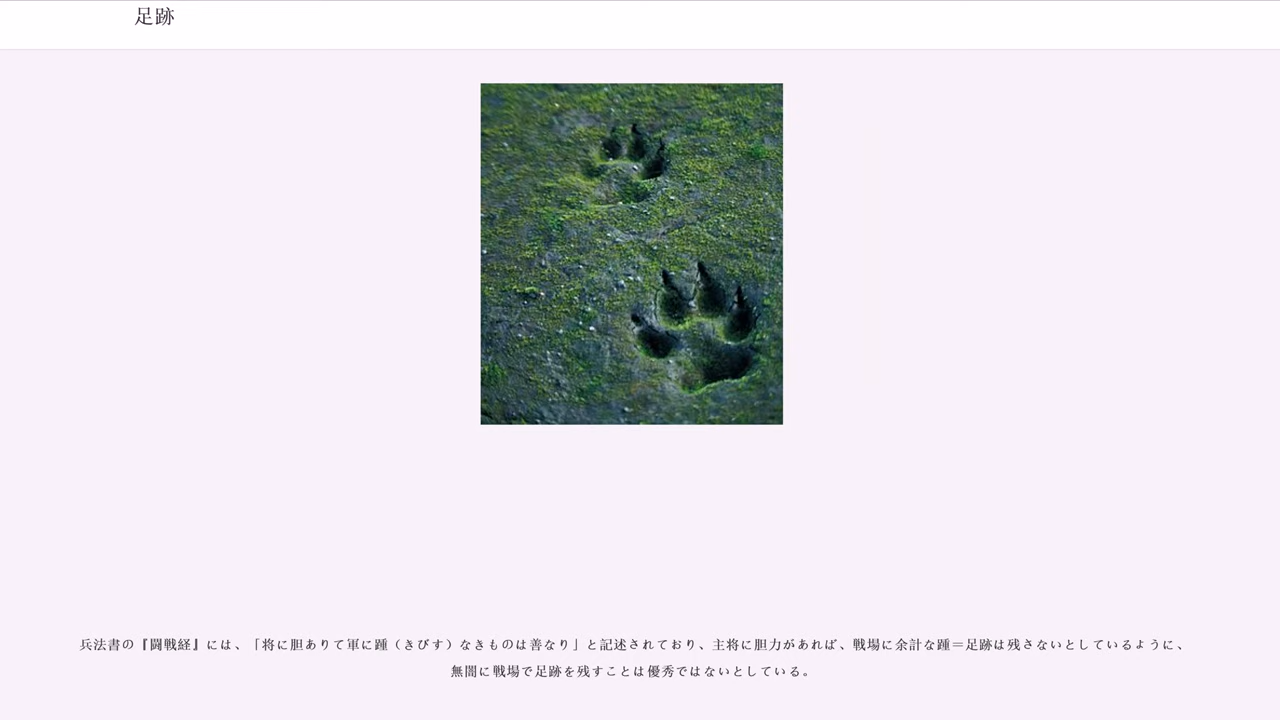 足跡
兵法書の『闘戦経』には、「将に胆ありて軍に踵（きびす）なきものは善なり」と記述されており、主将に胆力があれば、戦場に余計な踵＝足跡は残さないとしているように、
無闇に戦場で足跡を残すことは優秀ではないとしている。